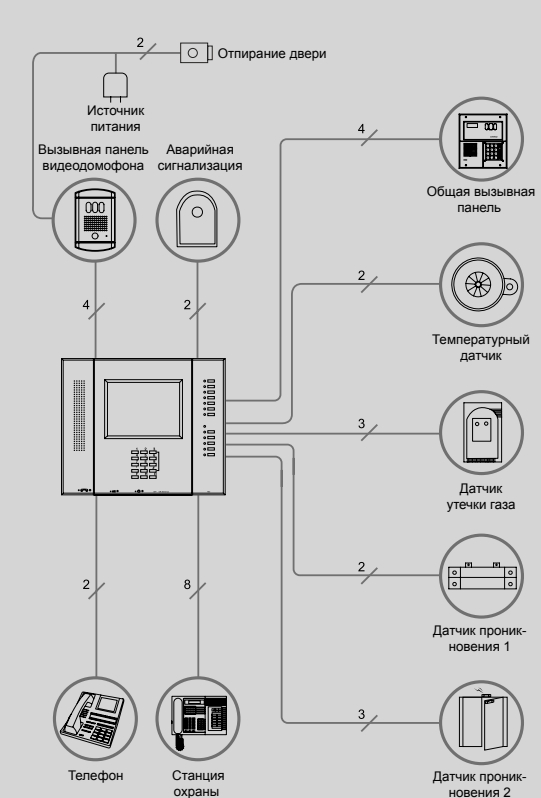 2
Отпирание двери
Источник
питания
Вызывная панель
видеодомофона
Аварийная
сигнализация
4
Общая вызывная
панель
4
2
2
Температурный
датчик
3
Датчик
утечки газа
2
Датчик проник-
новения 1
2
8
3
Телефон
Станция
охраны
Датчик проник-
новения 2